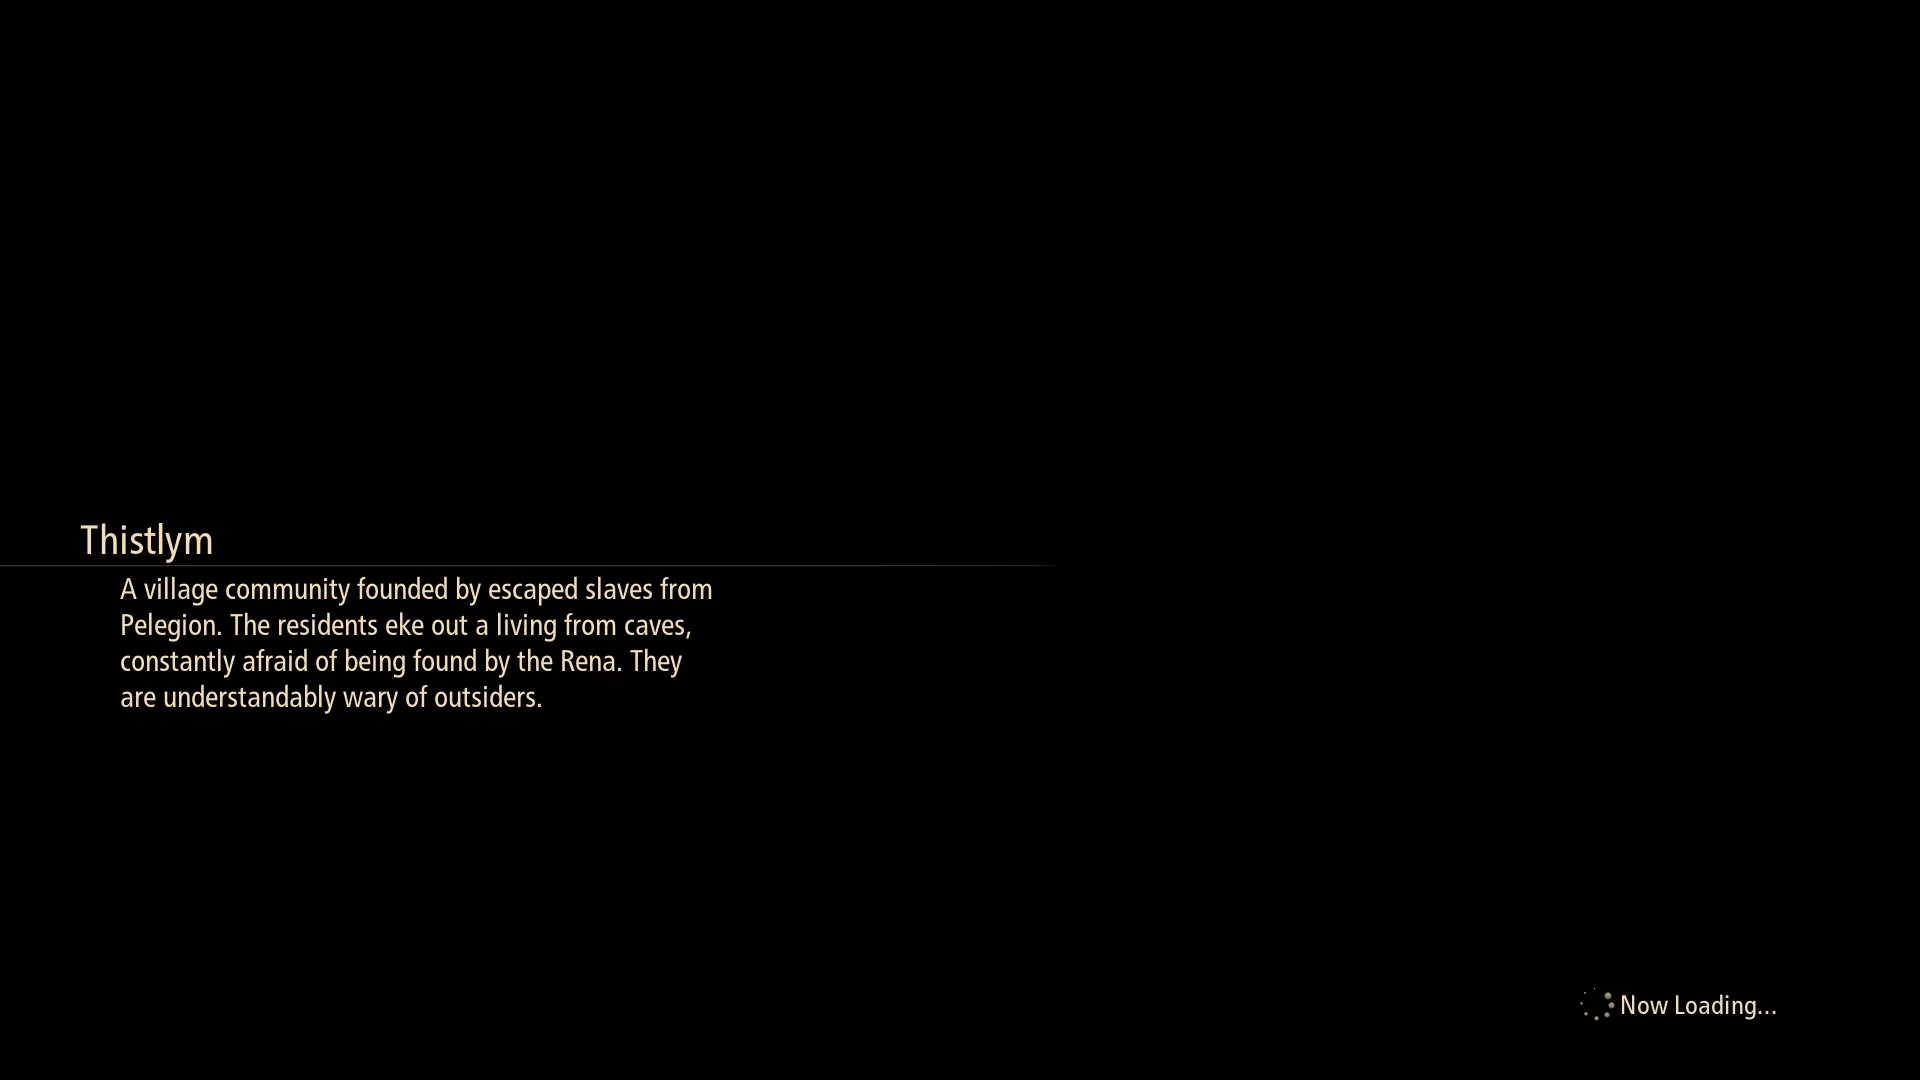 Thistlym
A village community founded by escaped slaves from
Pelegion. The residents eke out a living from caves,
constantly afraid of being found by the Rena. They
are understandably wary of outsiders.
Now Loading...